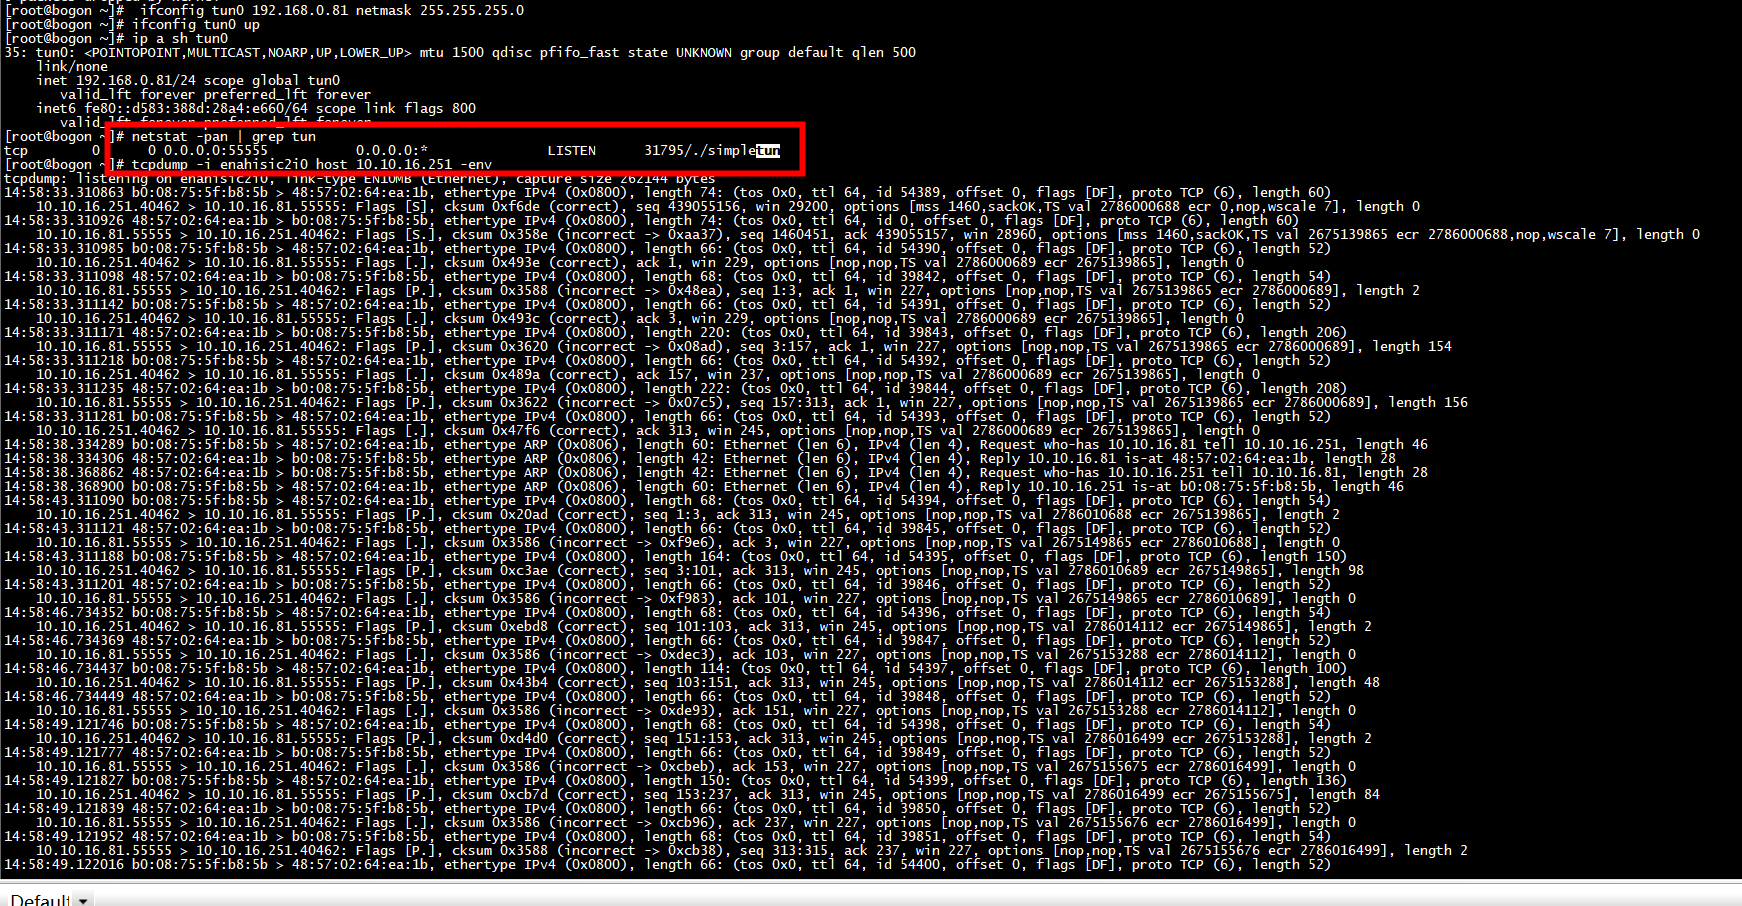 [root@bogon ~]#  ifconfig tun0 192.168.0.81 netmask 255.255.255.0
[root@bogon ~]# ifconfig tun0 up
[root@bogon ~]# ip a sh tun0
35: tun0: <POINTOPOINT,MULTICAST,NOARP,UP,LOWER_UP> mtu 1500 qdisc pfifo_fast state UNKNOWN group default qlen 500
link/none
inet 192.168.0.81/24 scope global tun0
valid_lft forever preferred_lft forever
inet6 fe80::d583:388d:28a4:e660/64 scope link flags 800
valid_lft forever preferred_lft forever
[root@bogon ~]# netstat -pan | grep tun
tcp 0 0 0.0.0.0:55555 0.0.0.0:* LISTEN 31795/./simpletun
[root@bogon ~]# tcpdump -i enahisic2i0 host 10.10.16.251 -env
tcpdump: listening on enahisic2i0, link-type EN10MB (Ethernet), capture size 262144 bytes
14:58:33.310863 b0:08:75:5f:b8:5b > 48:57:02:64:ea:1b, ethertype IPv4 (0x0800), length 74: (tos 0x0, ttl 64, id 54389, offset 0, flags [DF], proto TCP (6), length 60)
10.10.16.251.40462 > 10.10.16.81.55555: Flags [S], cksum 0xf6de (correct), seq 439055156, win 29200, options [mss 1460,sackOK,TS val 2786000688 ecr 0,nop,wscale 7], length 0
14:58:33.310926 48:57:02:64:ea:1b > b0:08:75:5f:b8:5b, ethertype IPv4 (0x0800), length 74: (tos 0x0, ttl 64, id 0, offset 0, flags [DF], proto TCP (6), length 60)
10.10.16.81.55555 > 10.10.16.251.40462: Flags [S.], cksum 0x358e (incorrect -> 0xaa37), seq 1460451, ack 439055157, win 28960, options [mss 1460,sackOK,TS val 2675139865 ecr 2786000688,nop,wscale 7], length 0
14:58:33.310985 b0:08:75:5f:b8:5b > 48:57:02:64:ea:1b, ethertype IPv4 (0x0800), length 66: (tos 0x0, ttl 64, id 54390, offset 0, flags [DF], proto TCP (6), length 52)
10.10.16.251.40462 > 10.10.16.81.55555: Flags [.], cksum 0x493e (correct), ack 1, win 229, options [nop,nop,TS val 2786000689 ecr 2675139865], length 0
14:58:33.311098 48:57:02:64:ea:1b > b0:08:75:5f:b8:5b, ethertype IPv4 (0x0800), length 68: (tos 0x0, ttl 64, id 39842, offset 0, flags [DF], proto TCP (6), length 54)
10.10.16.81.55555 > 10.10.16.251.40462: Flags [P.], cksum 0x3588 (incorrect -> 0x48ea), seq 1:3, ack 1, win 227, options [nop,nop,TS val 2675139865 ecr 2786000689], length 2
14:58:33.311142 b0:08:75:5f:b8:5b > 48:57:02:64:ea:1b, ethertype IPv4 (0x0800), length 66: (tos 0x0, ttl 64, id 54391, offset 0, flags [DF], proto TCP (6), length 52)
10.10.16.251.40462 > 10.10.16.81.55555: Flags [.], cksum 0x493c (correct), ack 3, win 229, options [nop,nop,TS val 2786000689 ecr 2675139865], length 0
14:58:33.311171 48:57:02:64:ea:1b > b0:08:75:5f:b8:5b, ethertype IPv4 (0x0800), length 220: (tos 0x0, ttl 64, id 39843, offset 0, flags [DF], proto TCP (6), length 206)
10.10.16.81.55555 > 10.10.16.251.40462: Flags [P.], cksum 0x3620 (incorrect -> 0x08ad), seq 3:157, ack 1, win 227, options [nop,nop,TS val 2675139865 ecr 2786000689], length 154
14:58:33.311218 b0:08:75:5f:b8:5b > 48:57:02:64:ea:1b, ethertype IPv4 (0x0800), length 66: (tos 0x0, ttl 64, id 54392, offset 0, flags [DF], proto TCP (6), length 52)
10.10.16.251.40462 > 10.10.16.81.55555: Flags [.], cksum 0x489a (correct), ack 157, win 237, options [nop,nop,TS val 2786000689 ecr 2675139865], length 0
14:58:33.311235 48:57:02:64:ea:1b > b0:08:75:5f:b8:5b, ethertype IPv4 (0x0800), length 222: (tos 0x0, ttl 64, id 39844, offset 0, flags [DF], proto TCP (6), length 208)
10.10.16.81.55555 > 10.10.16.251.40462: Flags [P.], cksum 0x3622 (incorrect -> 0x07c5), seq 157:313, ack 1, win 227, options [nop,nop,TS val 2675139865 ecr 2786000689], length 156
14:58:33.311281 b0:08:75:5f:b8:5b > 48:57:02:64:ea:1b, ethertype IPv4 (0x0800), length 66: (tos 0x0, ttl 64, id 54393, offset 0, flags [DF], proto TCP (6), length 52)
10.10.16.251.40462 > 10.10.16.81.55555: Flags [.], cksum 0x47f6 (correct), ack 313, win 245, options [nop,nop,TS val 2786000689 ecr 2675139865], length 0
14:58:38.334289 b0:08:75:5f:b8:5b > 48:57:02:64:ea:1b, ethertype ARP (0x0806), length 60: Ethernet (len 6), IPv4 (len 4), Request who-has 10.10.16.81 tell 10.10.16.251, length 46
14:58:38.334306 48:57:02:64:ea:1b > b0:08:75:5f:b8:5b, ethertype ARP (0x0806), length 42: Ethernet (len 6), IPv4 (len 4), Reply 10.10.16.81 is-at 48:57:02:64:ea:1b, length 28
14:58:38.368862 48:57:02:64:ea:1b > b0:08:75:5f:b8:5b, ethertype ARP (0x0806), length 42: Ethernet (len 6), IPv4 (len 4), Request who-has 10.10.16.251 tell 10.10.16.81, length 28
14:58:38.368900 b0:08:75:5f:b8:5b > 48:57:02:64:ea:1b, ethertype ARP (0x0806), length 60: Ethernet (len 6), IPv4 (len 4), Reply 10.10.16.251 is-at b0:08:75:5f:b8:5b, length 46
14:58:43.311090 b0:08:75:5f:b8:5b > 48:57:02:64:ea:1b, ethertype IPv4 (0x0800), length 68: (tos 0x0, ttl 64, id 54394, offset 0, flags [DF], proto TCP (6), length 54)
10.10.16.251.40462 > 10.10.16.81.55555: Flags [P.], cksum 0x20ad (correct), seq 1:3, ack 313, win 245, options [nop,nop,TS val 2786010688 ecr 2675139865], length 2
14:58:43.311121 48:57:02:64:ea:1b > b0:08:75:5f:b8:5b, ethertype IPv4 (0x0800), length 66: (tos 0x0, ttl 64, id 39845, offset 0, flags [DF], proto TCP (6), length 52)
10.10.16.81.55555 > 10.10.16.251.40462: Flags [.], cksum 0x3586 (incorrect -> 0xf9e6), ack 3, win 227, options [nop,nop,TS val 2675149865 ecr 2786010688], length 0
14:58:43.311188 b0:08:75:5f:b8:5b > 48:57:02:64:ea:1b, ethertype IPv4 (0x0800), length 164: (tos 0x0, ttl 64, id 54395, offset 0, flags [DF], proto TCP (6), length 150)
10.10.16.251.40462 > 10.10.16.81.55555: Flags [P.], cksum 0xc3ae (correct), seq 3:101, ack 313, win 245, options [nop,nop,TS val 2786010689 ecr 2675149865], length 98
14:58:43.311201 48:57:02:64:ea:1b > b0:08:75:5f:b8:5b, ethertype IPv4 (0x0800), length 66: (tos 0x0, ttl 64, id 39846, offset 0, flags [DF], proto TCP (6), length 52)
10.10.16.81.55555 > 10.10.16.251.40462: Flags [.], cksum 0x3586 (incorrect -> 0xf983), ack 101, win 227, options [nop,nop,TS val 2675149865 ecr 2786010689], length 0
14:58:46.734352 b0:08:75:5f:b8:5b > 48:57:02:64:ea:1b, ethertype IPv4 (0x0800), length 68: (tos 0x0, ttl 64, id 54396, offset 0, flags [DF], proto TCP (6), length 54)
10.10.16.251.40462 > 10.10.16.81.55555: Flags [P.], cksum 0xebd8 (correct), seq 101:103, ack 313, win 245, options [nop,nop,TS val 2786014112 ecr 2675149865], length 2
14:58:46.734369 48:57:02:64:ea:1b > b0:08:75:5f:b8:5b, ethertype IPv4 (0x0800), length 66: (tos 0x0, ttl 64, id 39847, offset 0, flags [DF], proto TCP (6), length 52)
10.10.16.81.55555 > 10.10.16.251.40462: Flags [.], cksum 0x3586 (incorrect -> 0xdec3), ack 103, win 227, options [nop,nop,TS val 2675153288 ecr 2786014112], length 0
14:58:46.734437 b0:08:75:5f:b8:5b > 48:57:02:64:ea:1b, ethertype IPv4 (0x0800), length 114: (tos 0x0, ttl 64, id 54397, offset 0, flags [DF], proto TCP (6), length 100)
10.10.16.251.40462 > 10.10.16.81.55555: Flags [P.], cksum 0x43b4 (correct), seq 103:151, ack 313, win 245, options [nop,nop,TS val 2786014112 ecr 2675153288], length 48
14:58:46.734449 48:57:02:64:ea:1b > b0:08:75:5f:b8:5b, ethertype IPv4 (0x0800), length 66: (tos 0x0, ttl 64, id 39848, offset 0, flags [DF], proto TCP (6), length 52)
10.10.16.81.55555 > 10.10.16.251.40462: Flags [.], cksum 0x3586 (incorrect -> 0xde93), ack 151, win 227, options [nop,nop,TS val 2675153288 ecr 2786014112], length 0
14:58:49.121746 b0:08:75:5f:b8:5b > 48:57:02:64:ea:1b, ethertype IPv4 (0x0800), length 68: (tos 0x0, ttl 64, id 54398, offset 0, flags [DF], proto TCP (6), length 54)
10.10.16.251.40462 > 10.10.16.81.55555: Flags [P.], cksum 0xd4d0 (correct), seq 151:153, ack 313, win 245, options [nop,nop,TS val 2786016499 ecr 2675153288], length 2
14:58:49.121777 48:57:02:64:ea:1b > b0:08:75:5f:b8:5b, ethertype IPv4 (0x0800), length 66: (tos 0x0, ttl 64, id 39849, offset 0, flags [DF], proto TCP (6), length 52)
10.10.16.81.55555 > 10.10.16.251.40462: Flags [.], cksum 0x3586 (incorrect -> 0xcbeb), ack 153, win 227, options [nop,nop,TS val 2675155675 ecr 2786016499], length 0
14:58:49.121827 b0:08:75:5f:b8:5b > 48:57:02:64:ea:1b, ethertype IPv4 (0x0800), length 150: (tos 0x0, ttl 64, id 54399, offset 0, flags [DF], proto TCP (6), length 136)
10.10.16.251.40462 > 10.10.16.81.55555: Flags [P.], cksum 0xcb7d (correct), seq 153:237, ack 313, win 245, options [nop,nop,TS val 2786016499 ecr 2675155675], length 84
14:58:49.121839 48:57:02:64:ea:1b > b0:08:75:5f:b8:5b, ethertype IPv4 (0x0800), length 66: (tos 0x0, ttl 64, id 39850, offset 0, flags [DF], proto TCP (6), length 52)
10.10.16.81.55555 > 10.10.16.251.40462: Flags [.], cksum 0x3586 (incorrect -> 0xcb96), ack 237, win 227, options [nop,nop,TS val 2675155676 ecr 2786016499], length 0
14:58:49.121952 48:57:02:64:ea:1b > b0:08:75:5f:b8:5b, ethertype IPv4 (0x0800), length 68: (tos 0x0, ttl 64, id 39851, offset 0, flags [DF], proto TCP (6), length 54)
10.10.16.81.55555 > 10.10.16.251.40462: Flags [P.], cksum 0x3588 (incorrect -> 0xcb38), seq 313:315, ack 237, win 227, options [nop,nop,TS val 2675155676 ecr 2786016499], length 2
14:58:49.122016 b0:08:75:5f:b8:5b > 48:57:02:64:ea:1b, ethertype IPv4 (0x0800), length 66: (tos 0x0, ttl 64, id 54400, offset 0, flags [DF], proto TCP (6), length 52)
Default